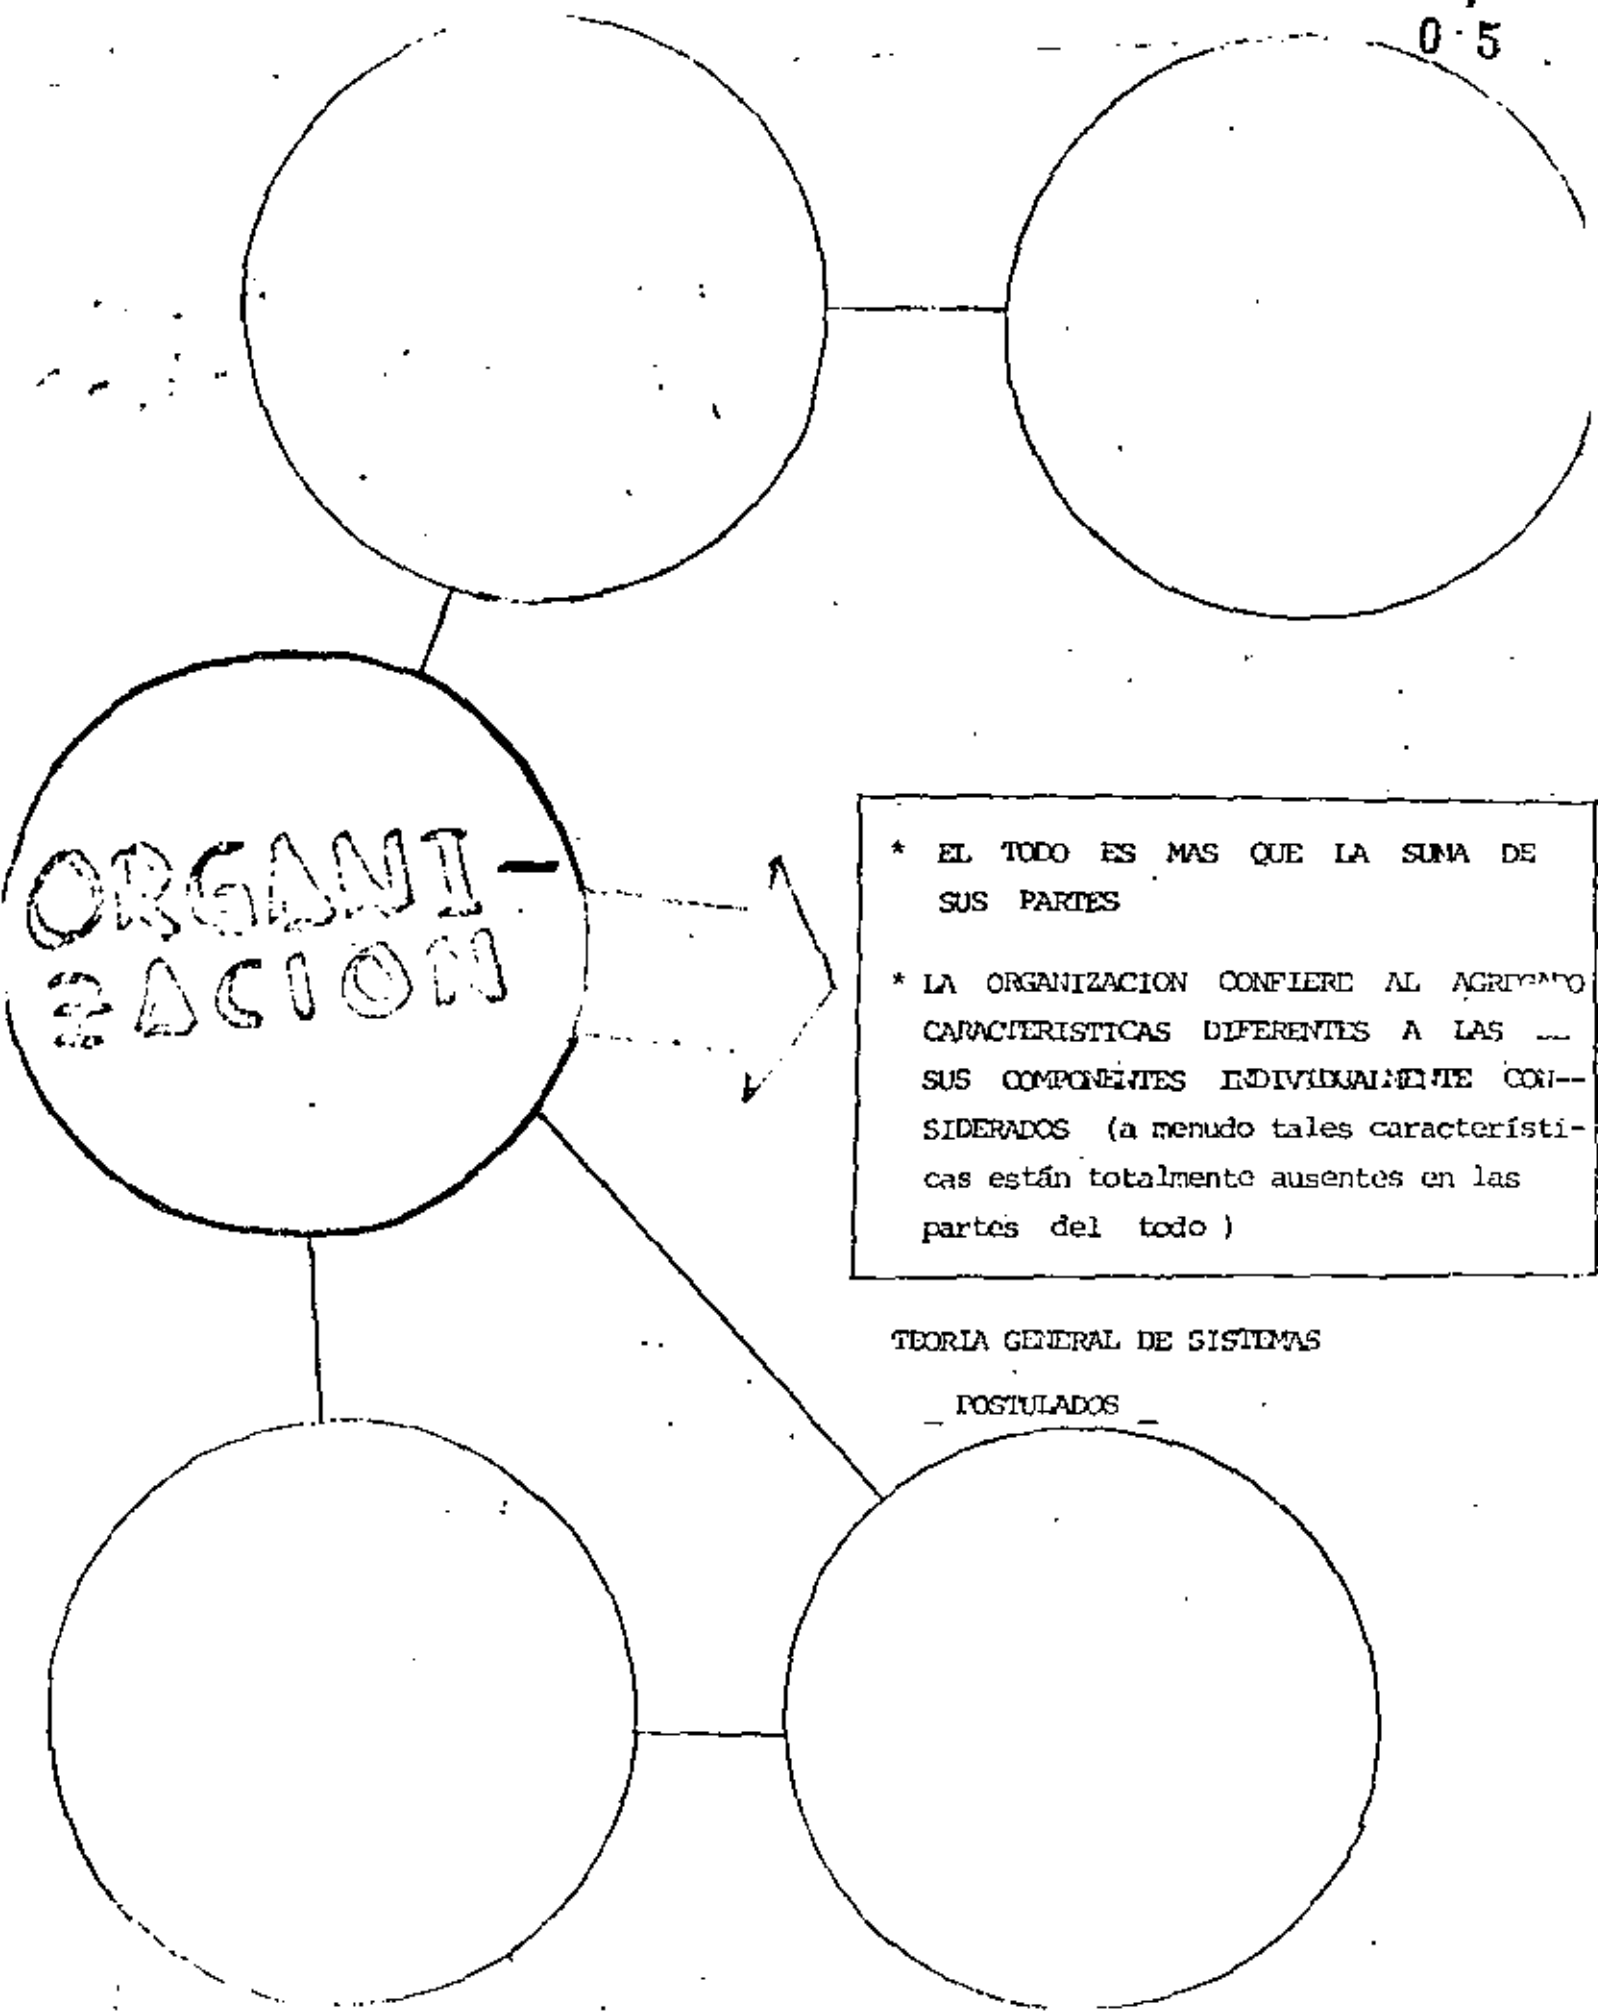 0 5
ORGANI-
ZACION
* EL TODO ES MAS QUE LA SUMA DE
SUS PARTES
* LA ORGANIZACION CONFIERE AL
CARACTERISTICAS DIFERENTES A LAS
SUS COMPONENTES INDIVIDUALMENTE CON--
SIDERADOS (a menudo tales característi-
cas están totalmente ausentes en las
partes del todo )
TEORIA GENERAL DE SISTEMAS
_ POSTULADOS _